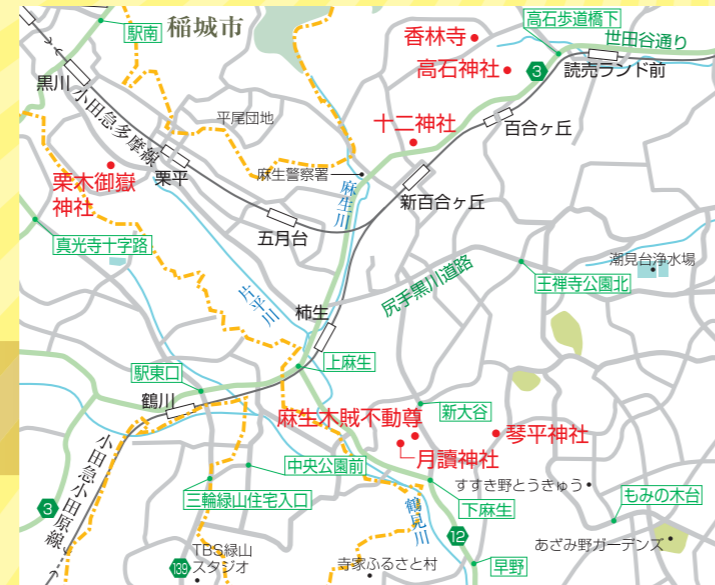 高石歩道橋下
世田谷通り
駅南
稲城市
香林寺
高石神社
3
読売ランド前
黒川
小田急多摩線
平尾団地
十二神社
百合ヶ丘
栗平
麻生警察署
栗木御嶽
神社
麻生川
新百合ヶ丘
五月台
真光寺十字路
潮見台浄水場
片平川
尻手黒川道路
王禅寺公園北
柿生
上麻生
駅東口
鶴川
麻生木賊不動尊
新大谷
琴平神社
小田急小田原線
中央公園前
月讀神社
すすき野とうきゅう
三輪緑山住宅入口
鶴見川
下麻生
もみの木台
3
12
TBS緑山
スタジオ
139
寺家ふるさと村
早野
あざみ野ガーデンズ